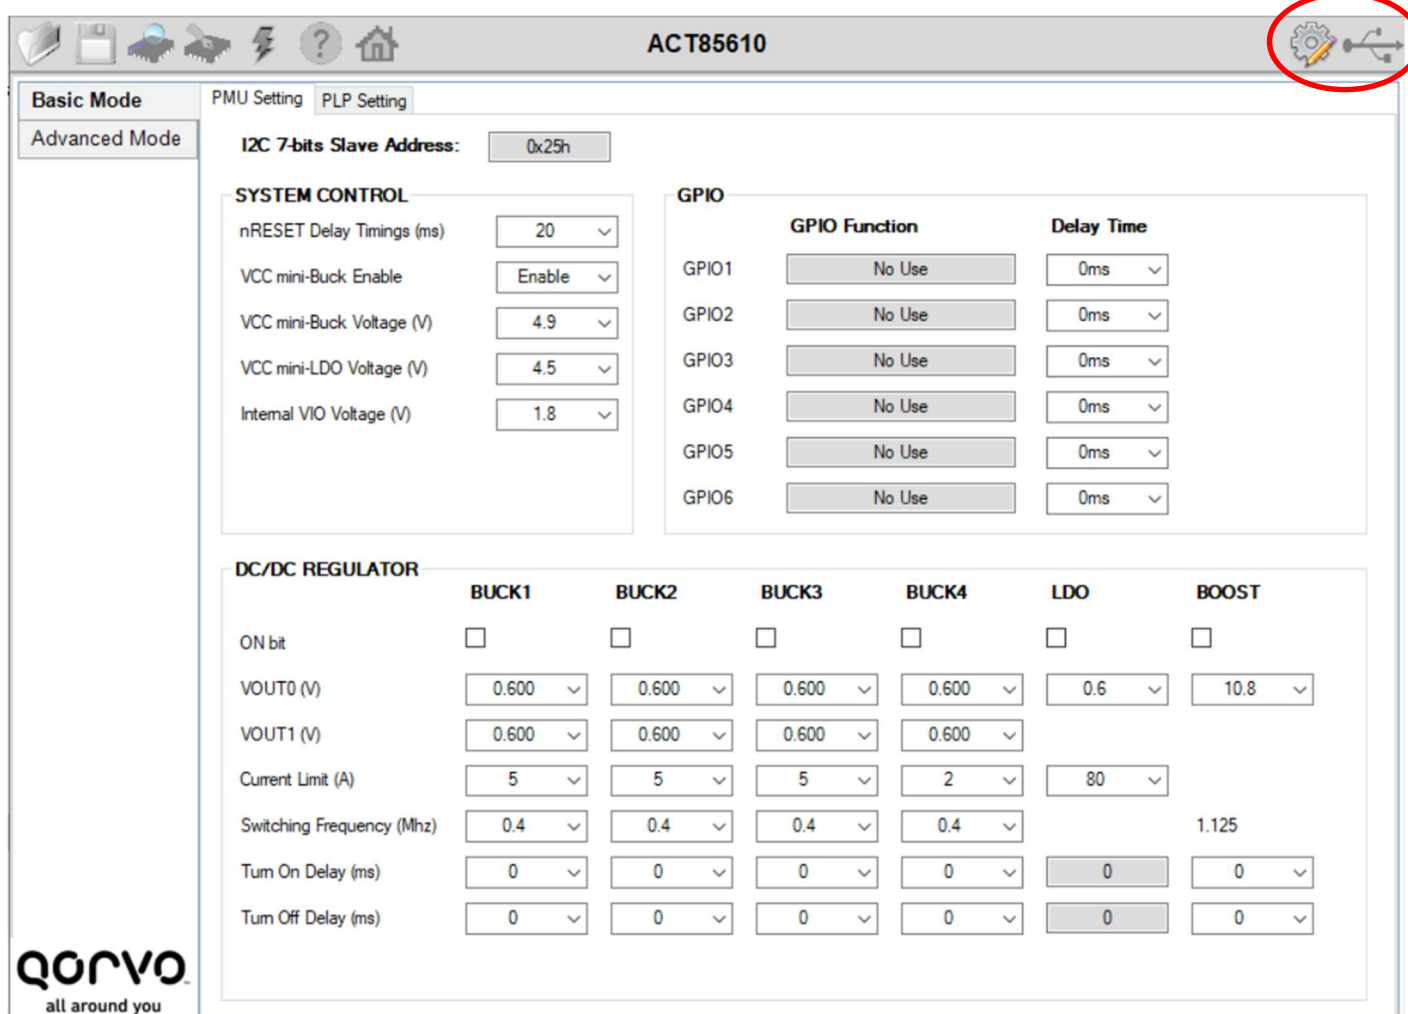 ACT85610
Basic Mode
Advanced Mode
PMU Setting PLP Setting
I2C 7-bits Slave Address: 0x25h
SYSTEM CONTROL
nRESET Delay Timings (ms) 20
VCC mini-Buck Enable Enable
VCC mini-Buck Voltage (V) 4.9
VCC mini-LDO Voltage (V) 4.5
Internal VIO Voltage (V) 1.8
GPIO
GPIO Function Delay Time
GPIO1 No Use 0ms
GPIO2 No Use 0ms
GPIO3 No Use 0ms
GPIO4 No Use 0ms
GPIO5 No Use 0ms
GPIO6 No Use 0ms
DC/DC REGULATOR
BUCK1 BUCK2 BUCK3 BUCK4 LDO BOOST
ON bit
VOUT0 (V) 0.600 0.600 0.600 0.600 0.6 10.8
VOUT1 (V) 0.600 0.600 0.600 0.600
Current Limit (A) 5 5 5 2 80
Switching Frequency (Mhz) 0.4 0.4 0.4 0.4 1.125
Turn On Delay (ms) 0 0 0 0 0 0
Turn Off Delay (ms) 0 0 0 0 0 0
QORVO
all around you